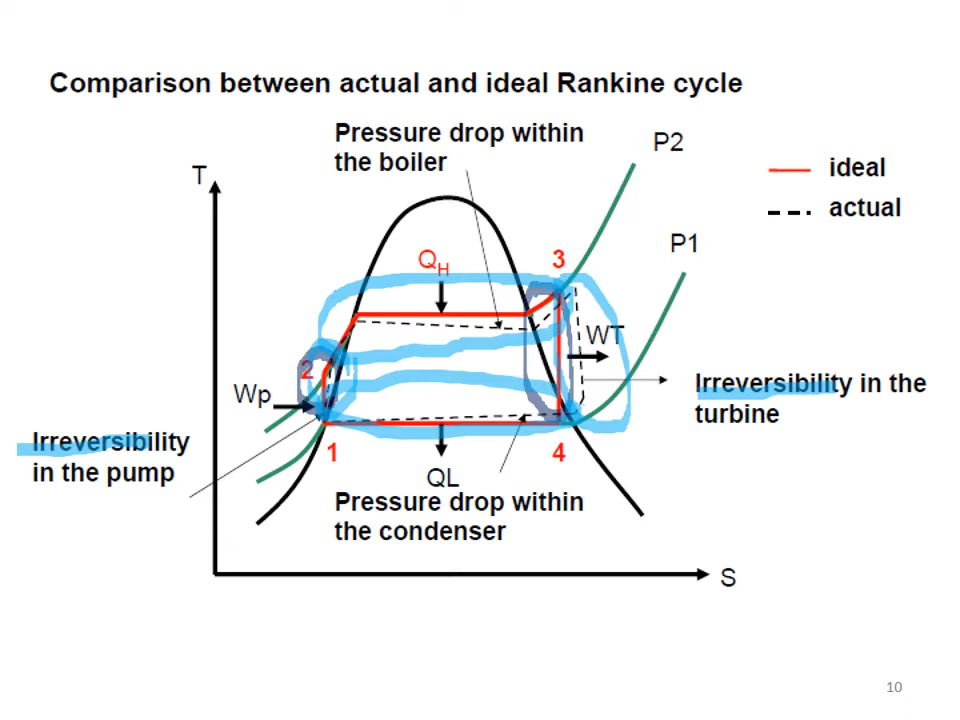 Comparison between actual and ideal Rankine cycle
Pressure drop within
the boiler
P2
ideal
T
actual
P1
QH
3
2
WT
Wp
Irreversibility in the
turbine
Irreversibility
in the pump
1
4
QL
Pressure drop within
the condenser
S
10